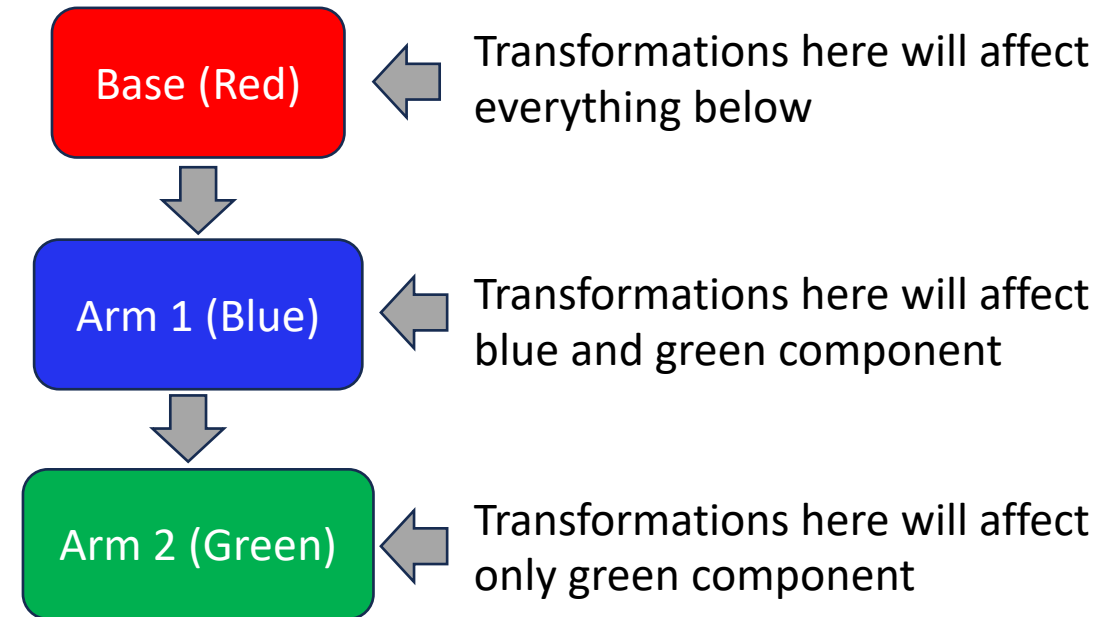 Base (Red)
Transformations here will affect
everything below
Arm 1 (Blue)
Transformations here will affect
blue and green component
Arm 2 (Green)
Transformations here will affect
only green component